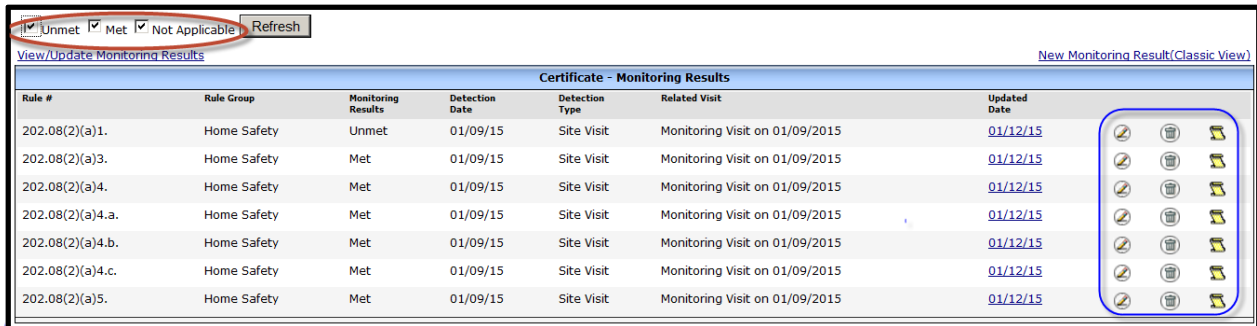 Unmet Met Not Applicable Refresh
View/Update Monitoring Results New Monitoring Result(Classic View)
Certificate - Monitoring Results
Rule # Rule Group Monitoring Results Detection Date Detection Type Related Visit Updated Date
202.08(2)(a)1. Home Safety Unmet 01/09/15 Site Visit Monitoring Visit on 01/09/2015 01/12/15
202.08(2)(a)3. Home Safety Met 01/09/15 Site Visit Monitoring Visit on 01/09/2015 01/12/15
202.08(2)(a)4. Home Safety Met 01/09/15 Site Visit Monitoring Visit on 01/09/2015 01/12/15
202.08(2)(a)4.a. Home Safety Met 01/09/15 Site Visit Monitoring Visit on 01/09/2015 01/12/15
202.08(2)(a)4.b. Home Safety Met 01/09/15 Site Visit Monitoring Visit on 01/09/2015 01/12/15
202.08(2)(a)4.c. Home Safety Met 01/09/15 Site Visit Monitoring Visit on 01/09/2015 01/12/15
202.08(2)(a)5. Home Safety Met 01/09/15 Site Visit Monitoring Visit on 01/09/2015 01/12/15